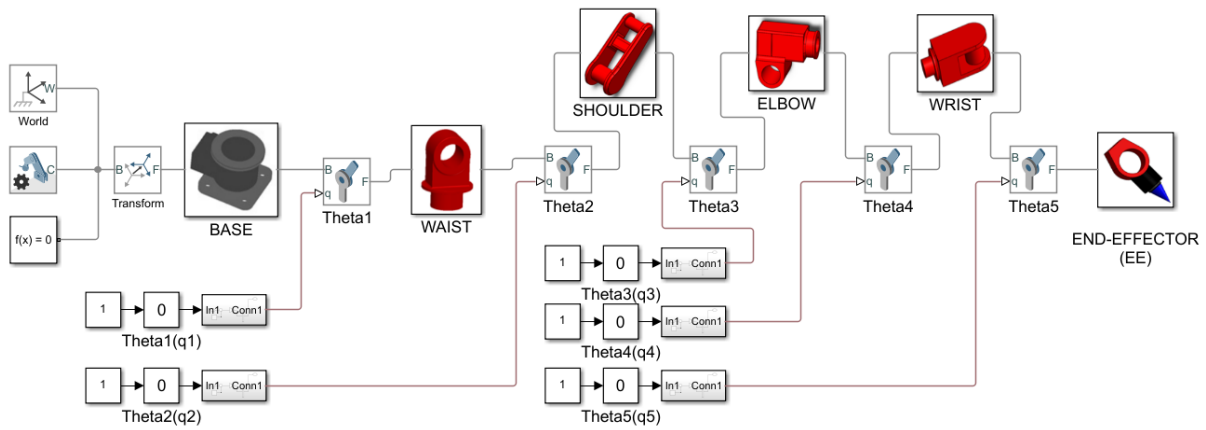 SHOULDER
ELBOW
WRIST
W
World
C
B
F
Transform
f(x) = 0
BASE
B
F
q
Theta1
WAIST
B
F
q
Theta2
B
F
q
Theta3
B
F
q
Theta4
B
F
q
Theta5
END-EFFECTOR
(EE)
1
0
In1
Conn1
Theta3(q3)
1
0
In1
Conn1
Theta1(q1)
1
0
In1
Conn1
Theta4(q4)
1
0
In1
Conn1
Theta2(q2)
1
0
In1
Conn1
Theta5(q5)